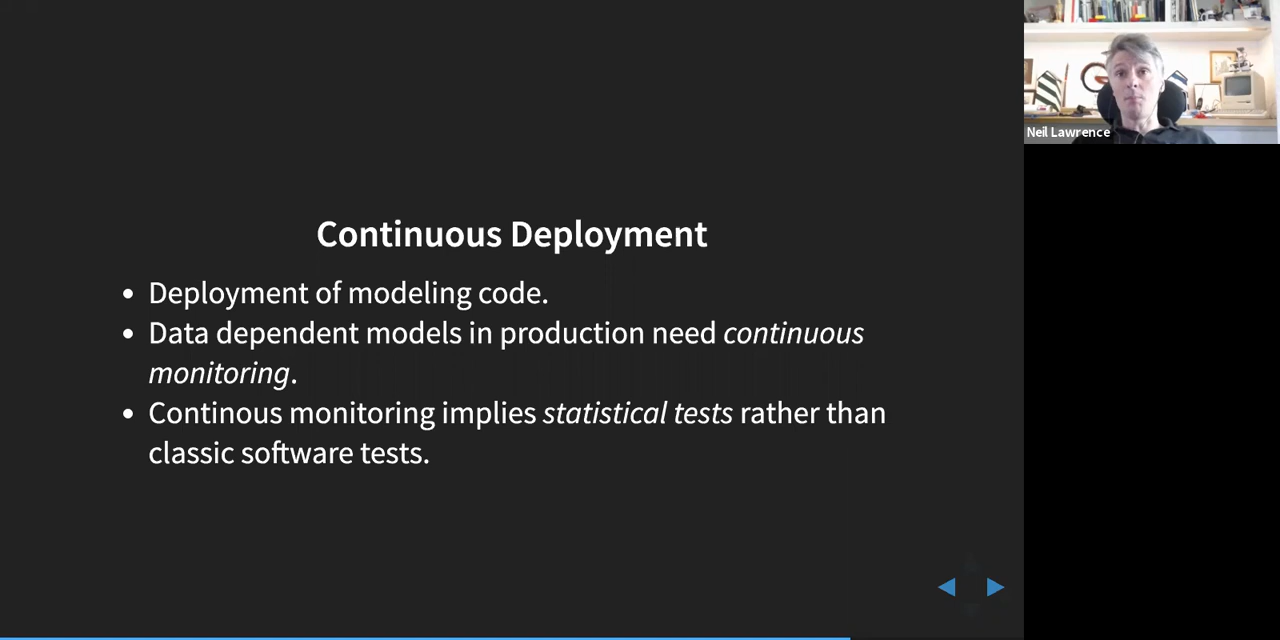 Continuous Deployment
• Deployment of modeling code.
• Data dependent models in production need continuous
monitoring.
• Continous monitoring implies statistical tests rather than
classic software tests.
Neil Lawrence